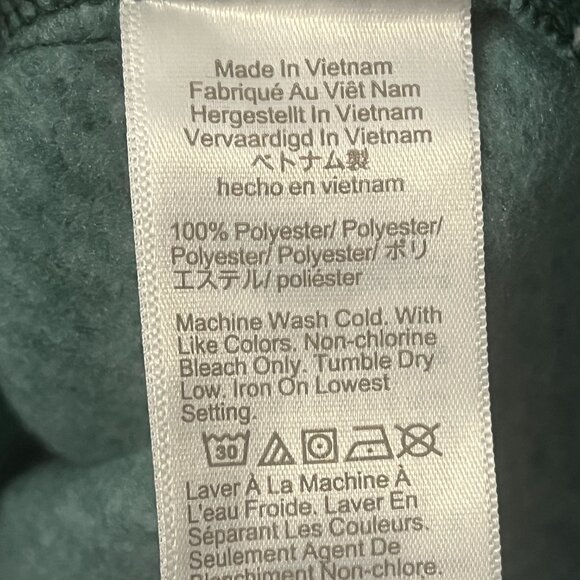 Made In Vietnam
Fabriqué Au Viêt Nam
Hergestellt In Vietnam
Vervaardigd In Vietnam
ベトナム製
hecho en vietnam
100% Polyester/ Polyester/
Polyester/ Polyester/ ポリ
エステル/ poliéster
Machine Wash Cold. With
Like Colors. Non-chlorine
Bleach Only. Tumble Dry
Low. Iron On Lowest
Setting.
30
Laver À La Machine À
L'eau Froide. Laver En
Séparant Les Couleurs.
Seulement Agent De
Blanchiment Non-chlore.